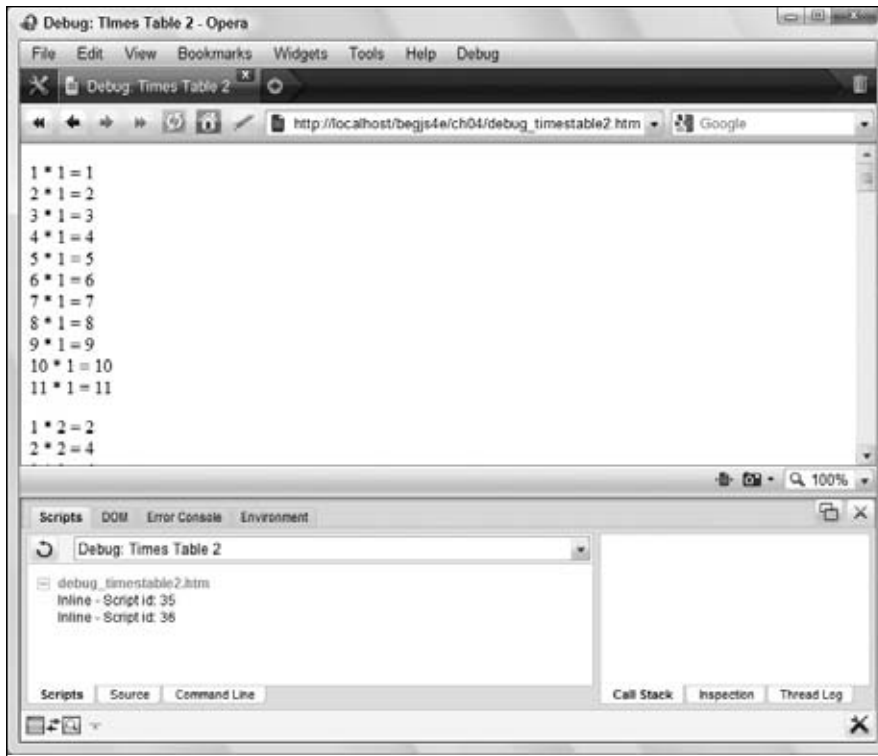 Debug: Times Table 2 - Opera
File Edit View Bookmarks Widgets Tools Help Debug
Debug: Times Table 2
http://localhost/begjs4e/ch04/debug_timestable2.htm
Google
1 * 1 = 1
2 * 1 = 2
3 * 1 = 3
4 * 1 = 4
5 * 1 = 5
6 * 1 = 6
7 * 1 = 7
8 * 1 = 8
9 * 1 = 9
10 * 1 = 10
11 * 1 = 11
1 * 2 = 2
2 * 2 = 4
100%
Scripts DOM Error Console Environment
Debug: Times Table 2
debug_timestable2.htm
Inline - Script id: 35
Inline - Script id: 36
Scripts Source Command Line
Call Stack Inspection Thread Log